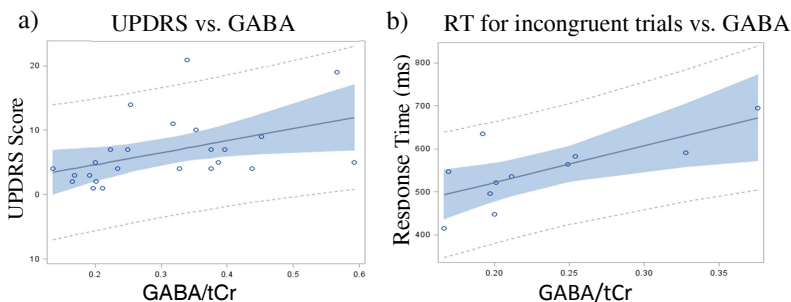 a) UPDRS vs. GABA
UPDRS Score
20
10
0
10
0.2 0.3 0.4 0.5 0.6
GABA/tCr
b) RT for incongruent trials vs. GABA
Response Time (ms)
800
700
600
500
400
0.20 0.25 0.30 0.35
GABA/tCr